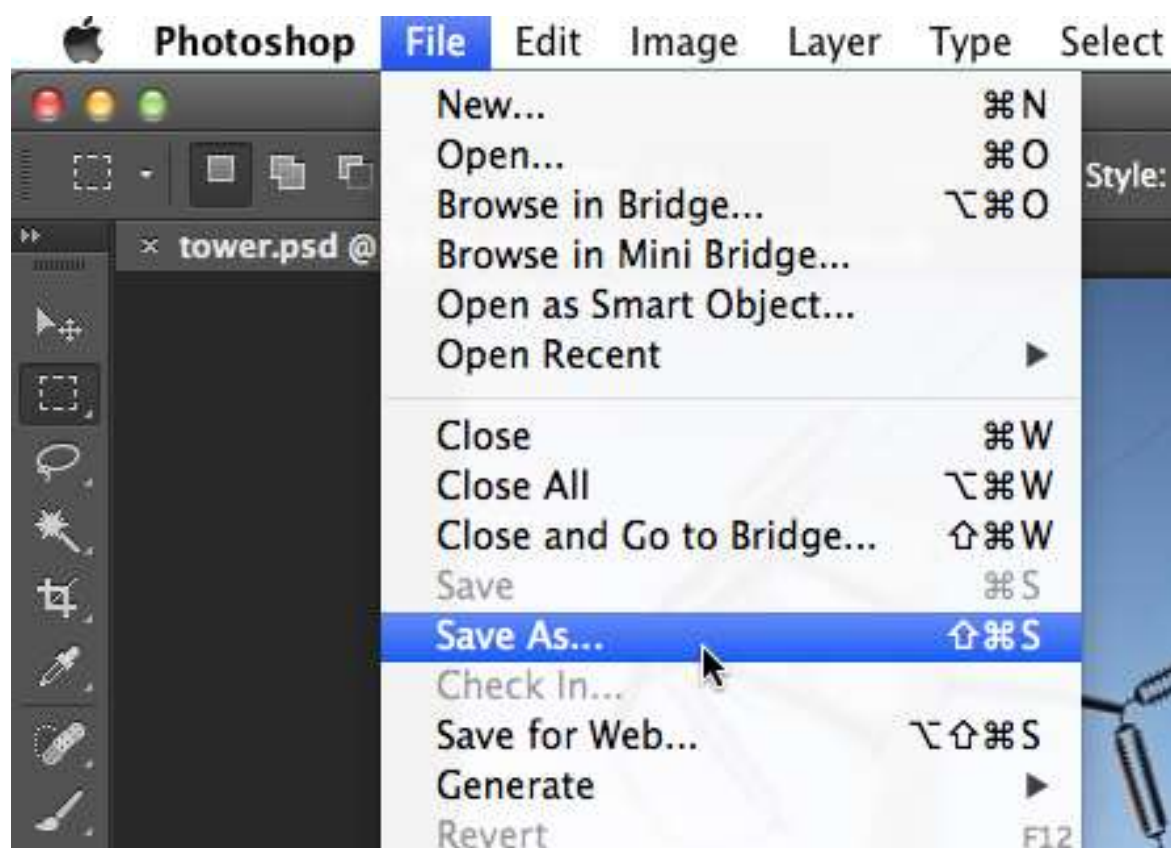 Photoshop File Edit Image Layer Type Select
New... ⌘N
Open... ⌘O
Style:
Browse in Bridge... ⌥⌘O
× tower.psd @
Browse in Mini Bridge...
Open as Smart Object...
Open Recent ▶
Close ⌘W
Close All ⌥⌘W
Close and Go to Bridge... ⇧⌘W
Save ⌘S
Save As... ⇧⌘S
Check In...
Save for Web... ⌥⇧⌘S
Generate ▶
Revert F12